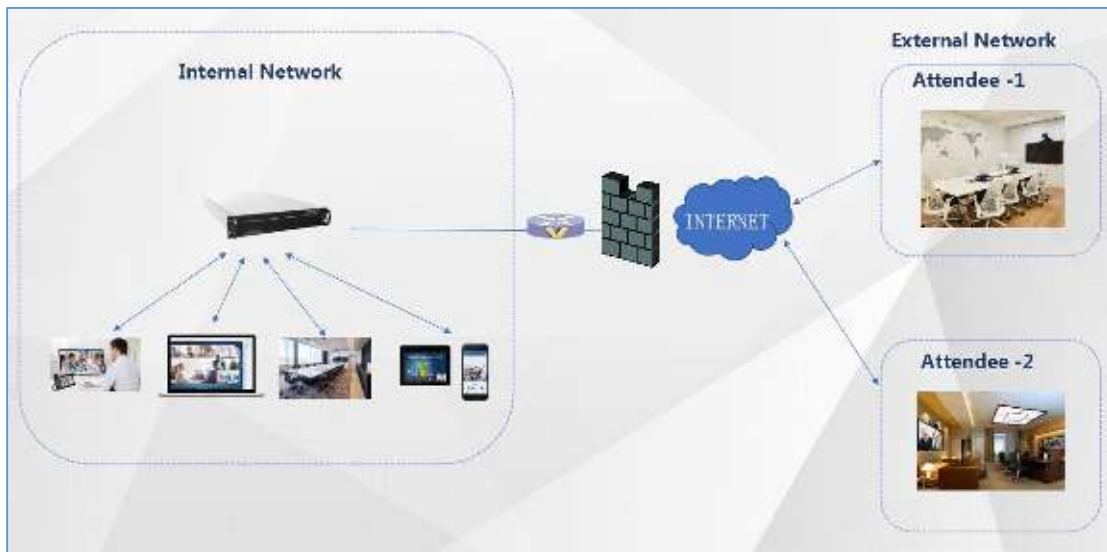 Internal Network
External Network
Attendee -1
INTERNET
Attendee -2